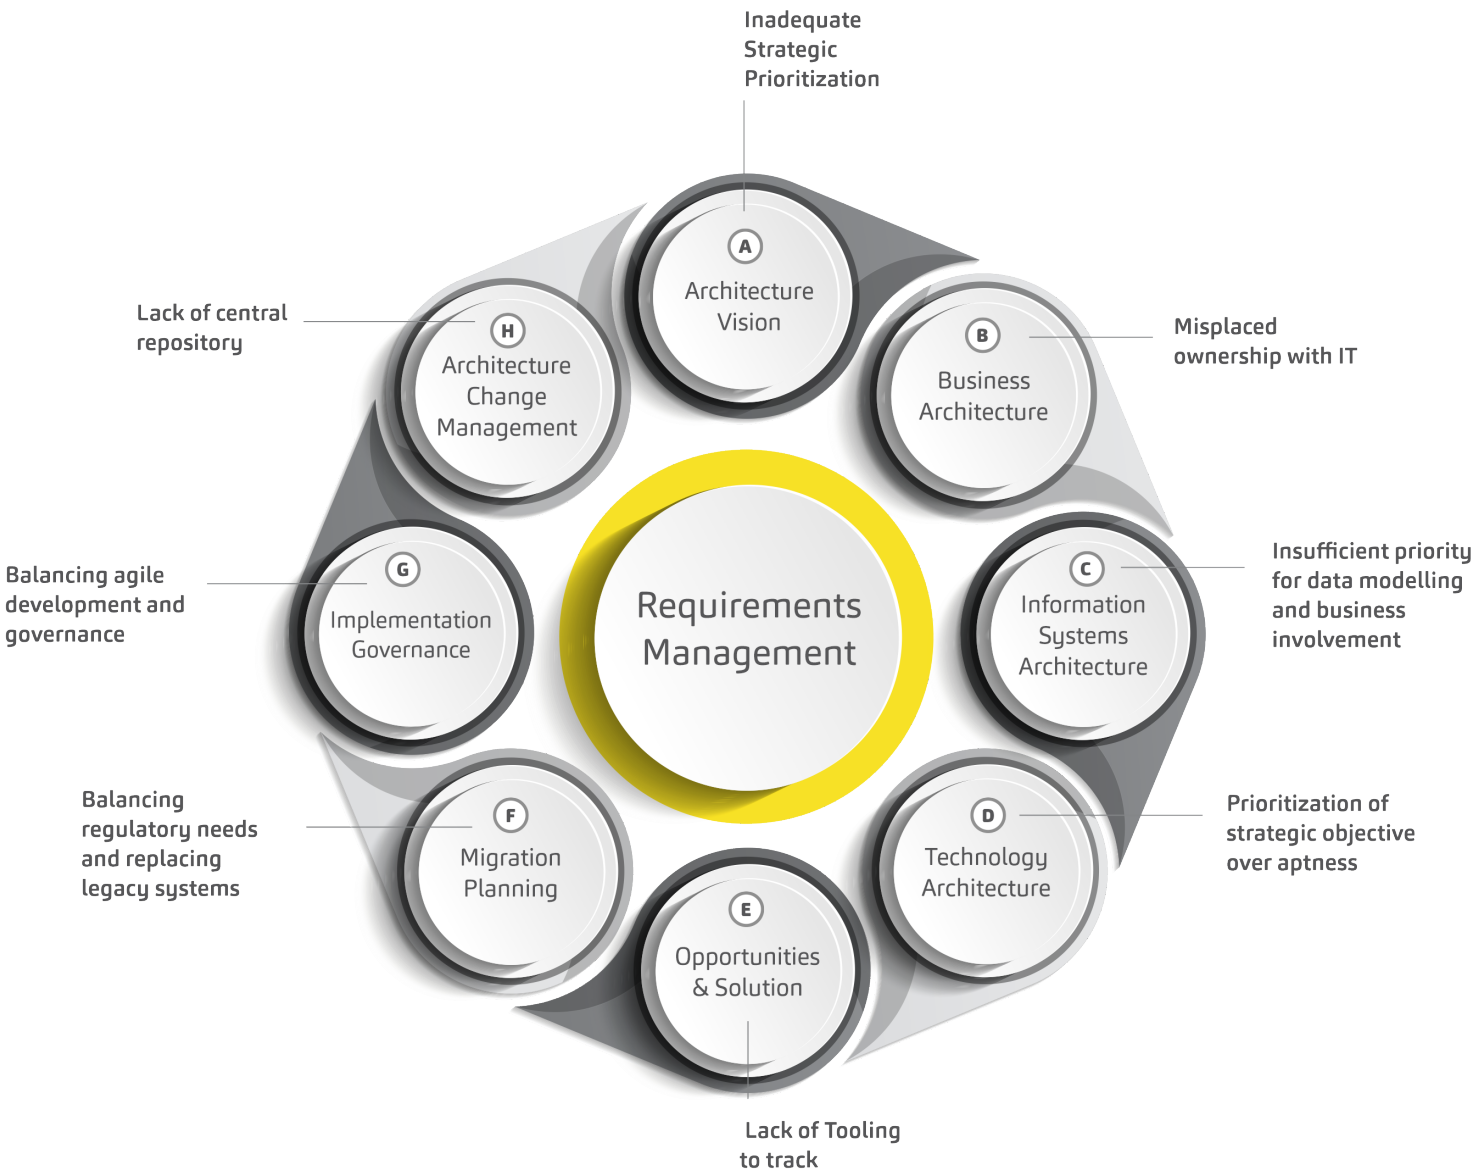 Inadequate
Strategic
Prioritization
A
Architecture
Vision
B
Business
Architecture
Misplaced
ownership with IT
C
Information
Systems
Architecture
Insufficient priority
for data modelling
and business
involvement
D
Technology
Architecture
Prioritization of
strategic objective
over aptness
E
Opportunities
& Solution
Lack of Tooling
to track
F
Migration
Planning
Balancing
regulatory needs
and replacing
legacy systems
G
Implementation
Governance
Balancing agile
development and
governance
H
Architecture
Change
Management
Lack of central
repository
Requirements
Management